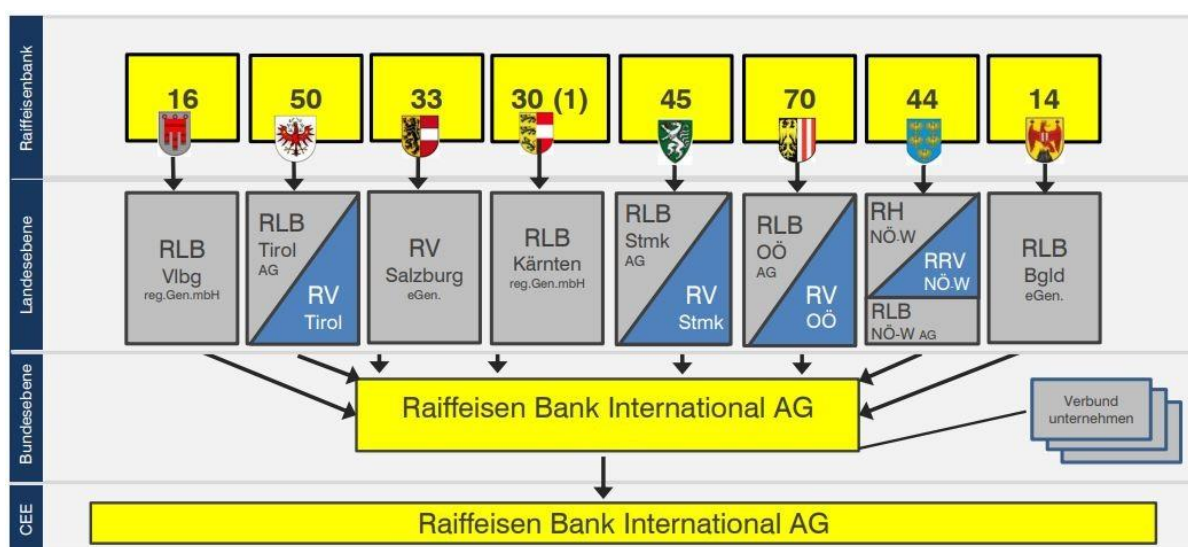 Raiffeisenbank
16
50
33
30 (1)
45
70
44
14
Landesebene
RLB
Vlbg
reg.Gen.mbH
RLB
Tirol
AG
RV
Tirol
RV
Salzburg
eGen.
RLB
Kärnten
reg.Gen.mbH
RLB
Stmk
AG
RV
Stmk
RLB
OÖ
AG
RV
OÖ
RH
NÖ-W
RRV
NÖ-W
RLB
NÖ-W AG
RLB
Bgld
eGen.
Bundesebene
Raiffeisen Bank International AG
Verbund
unternehmen
CEE
Raiffeisen Bank International AG